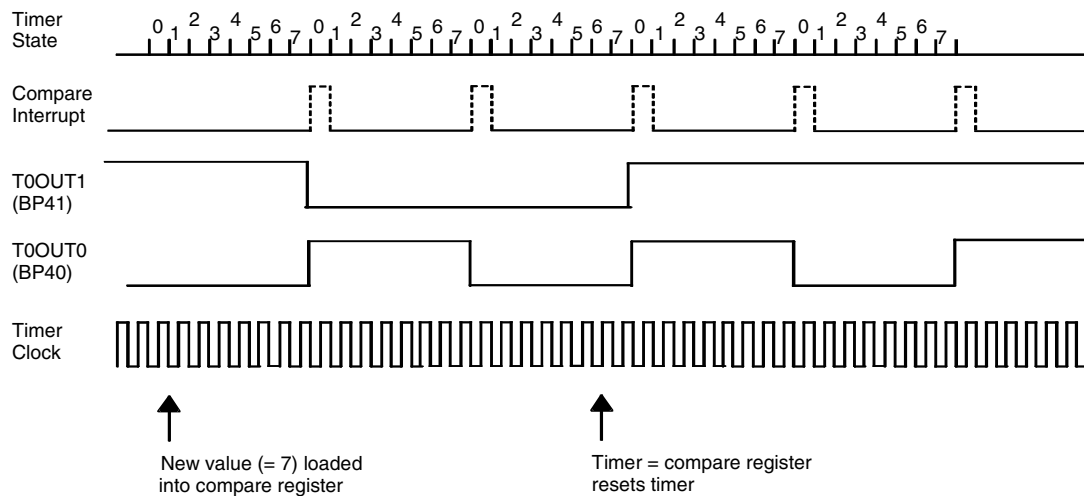 Timer
State
0 1 2 3 4 5 6 7 0 1 2 3 4 5 6 7 0 1 2 3 4 5 6 7 0 1 2 3 4 5 6 7 0 1 2 3 4 5 6 7
Compare
Interrupt
T0OUT1
(BP41)
T0OUT0
(BP40)
Timer
Clock
New value (= 7) loaded
into compare register
Timer = compare register
resets timer